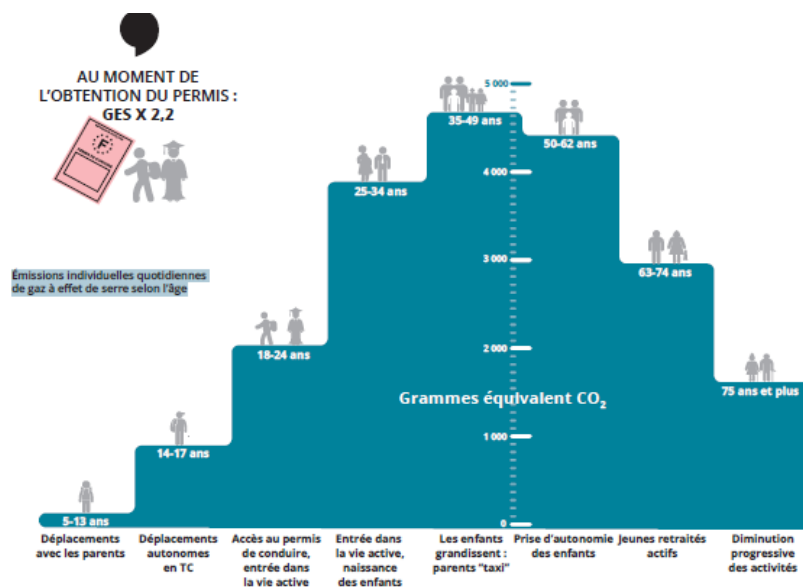 AU MOMENT DE
L'OBTENTION DU PERMIS :
GES X 2,2
F
Émissions individuelles quotidiennes
de gaz à effet de serre selon l'âge
5 000
4 000
3 000
2 000
1 000
0
Grammes équivalent CO₂
5-13 ans
14-17 ans
18-24 ans
25-34 ans
35-49 ans
50-62 ans
63-74 ans
75 ans et plus
Déplacements
avec les parents
Déplacements
autonomes
en TC
Accès au permis
de conduire,
entrée dans
la vie active
Entrée dans
la vie active,
naissance
des enfants
Les enfants
grandissent :
parents "taxi"
Prise d'autonomie
des enfants
Jeunes retraités
actifs
Diminution
progressive
des activités